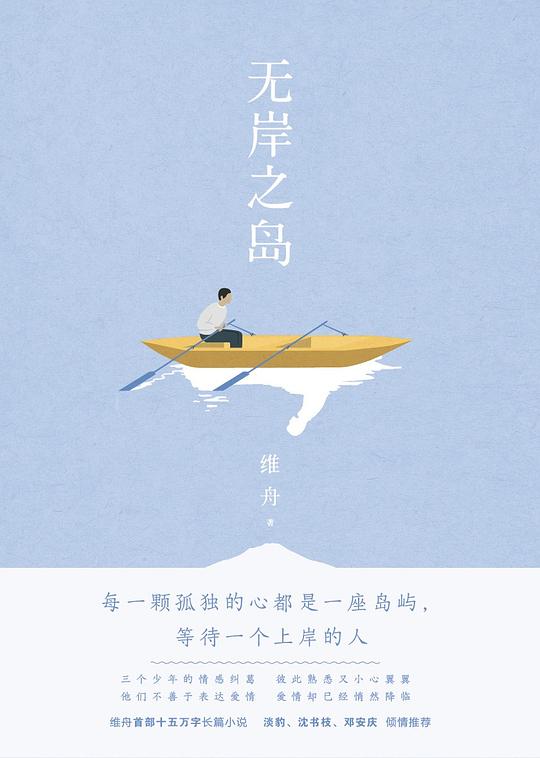 无岸之岛
维舟
著
每一颗孤独的心都是一座岛屿，
等待一个上岸的人
三个少年的情感纠葛 彼此熟悉又小心翼翼
他们不善于表达爱情 爱情却已经悄然降临
维舟首部十五万字长篇小说 淡豹、沈书枝、邓安庆 倾情推荐